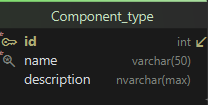 Component_type
* id int
* name varchar(50)
description nvarchar(max)